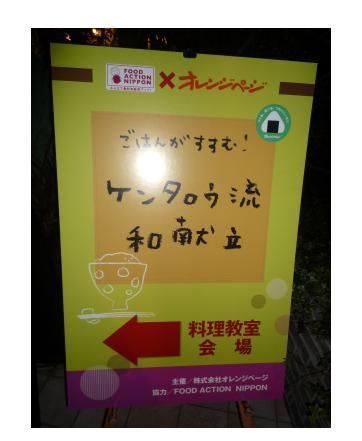 FOOD
ACTION
NIPPON
×オレンジページ
ごはんがすすむ!
ケンタロウ流
和献立
料理教室
会場
主催/株式会社オレンジページ
協力/FOOD ACTION NIPPON